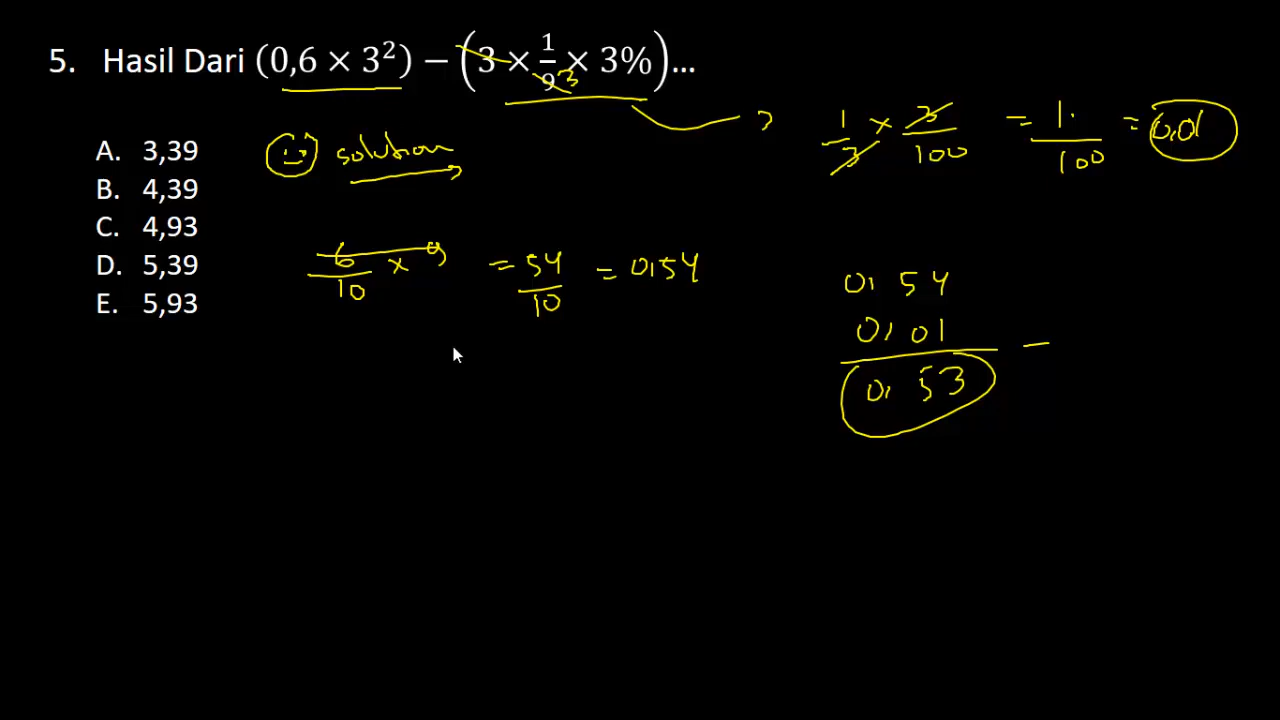 5. Hasil Dari (0,6 × 3²) − (3 × 1/9 × 3%)...
3
A. 3,39
B. 4,39
C. 4,93
D. 5,39
E. 5,93
solution
1/3 × 3/100 = 1/100 = 0,01
6/10 × 9 = 54/10 = 0,54
0,54
0,01 −
0,53